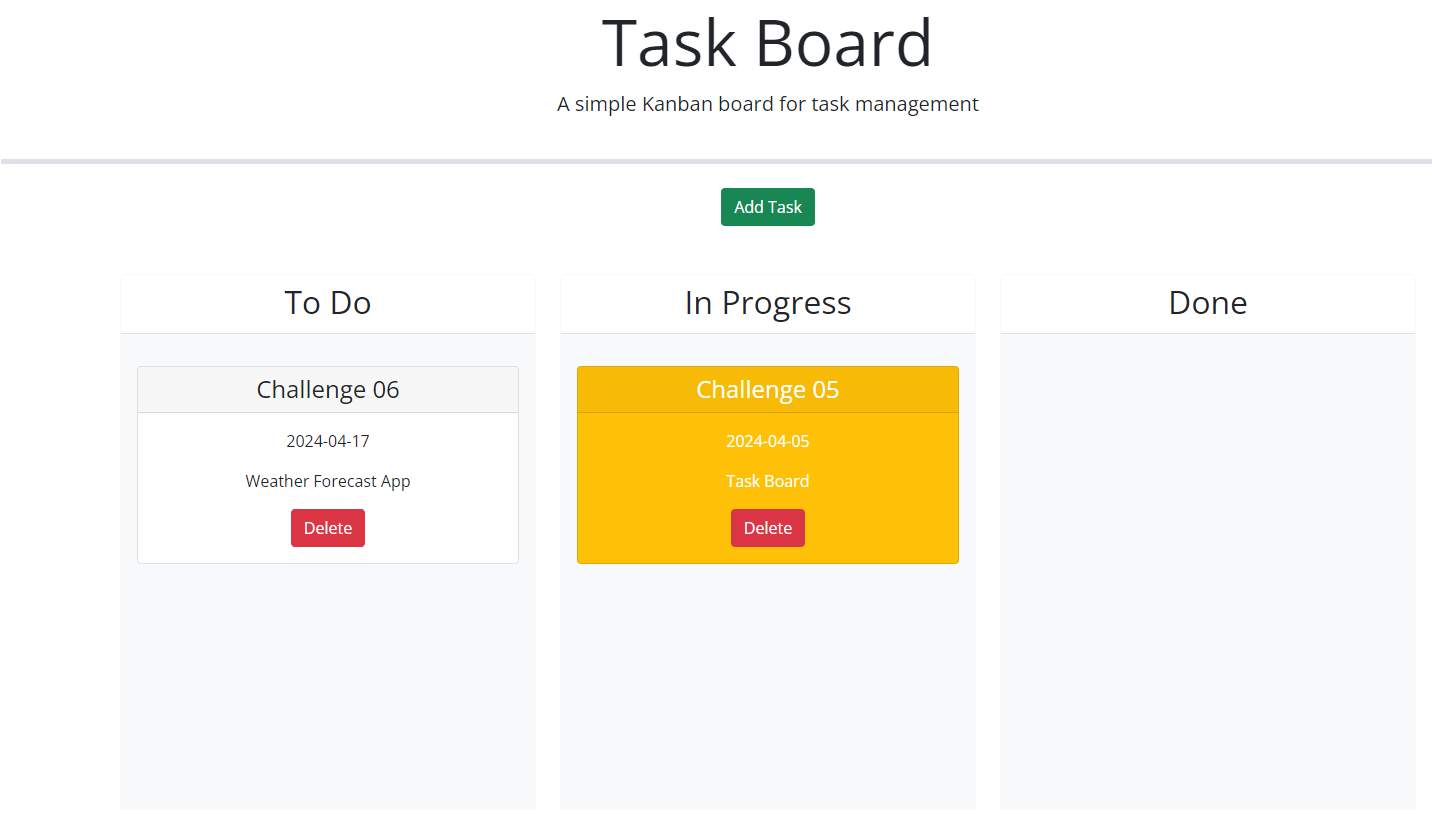 Task Board
A simple Kanban board for task management
Add Task
To Do
Challenge 06
2024-04-17
Weather Forecast App
Delete
In Progress
Challenge 05
2024-04-05
Task Board
Delete
Done